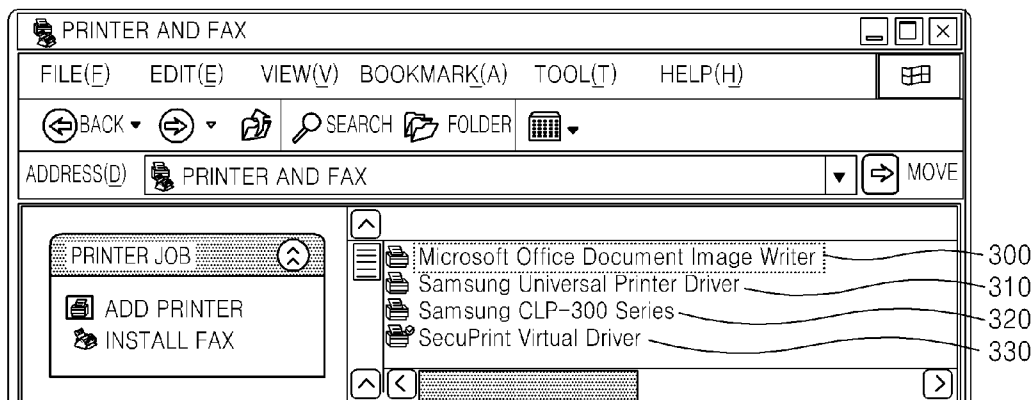 PRINTER AND FAX
FILE(F) EDIT(E) VIEW(V) BOOKMARK(A) TOOL(T) HELP(H)
BACK SEARCH FOLDER
ADDRESS(D) PRINTER AND FAX MOVE
PRINTER JOB
ADD PRINTER
INSTALL FAX
Microsoft Office Document Image Writer 300
Samsung Universal Printer Driver 310
Samsung CLP-300 Series 320
SecuPrint Virtual Driver 330